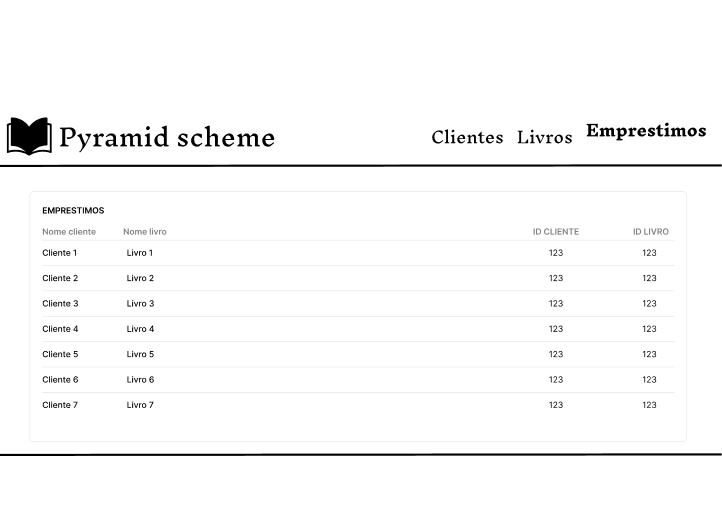 Pyramid scheme Clientes Livros Emprestimos
EMPRESTIMOS
Nome cliente Nome livro ID CLIENTE ID LIVRO
Cliente 1 Livro 1 123 123
Cliente 2 Livro 2 123 123
Cliente 3 Livro 3 123 123
Cliente 4 Livro 4 123 123
Cliente 5 Livro 5 123 123
Cliente 6 Livro 6 123 123
Cliente 7 Livro 7 123 123